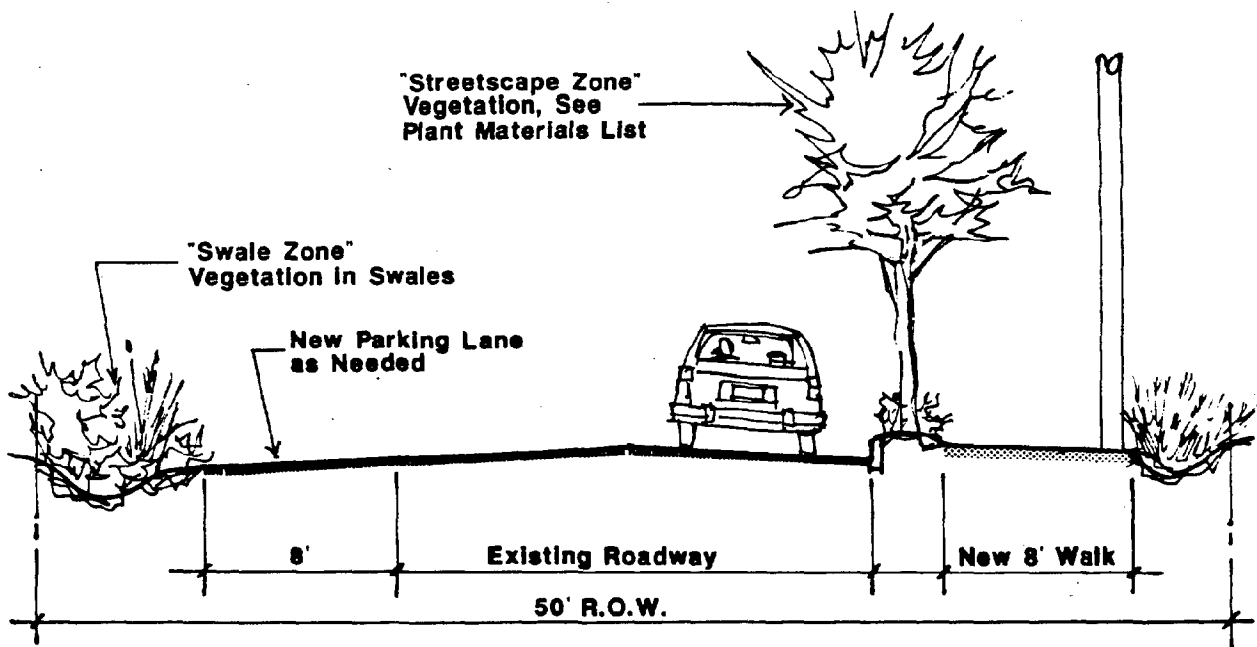 "Streetscape Zone"
Vegetation, See
Plant Materials List
"Swale Zone"
Vegetation in Swales
New Parking Lane
as Needed
8'
Existing Roadway
New 8' Walk
50' R.O.W.